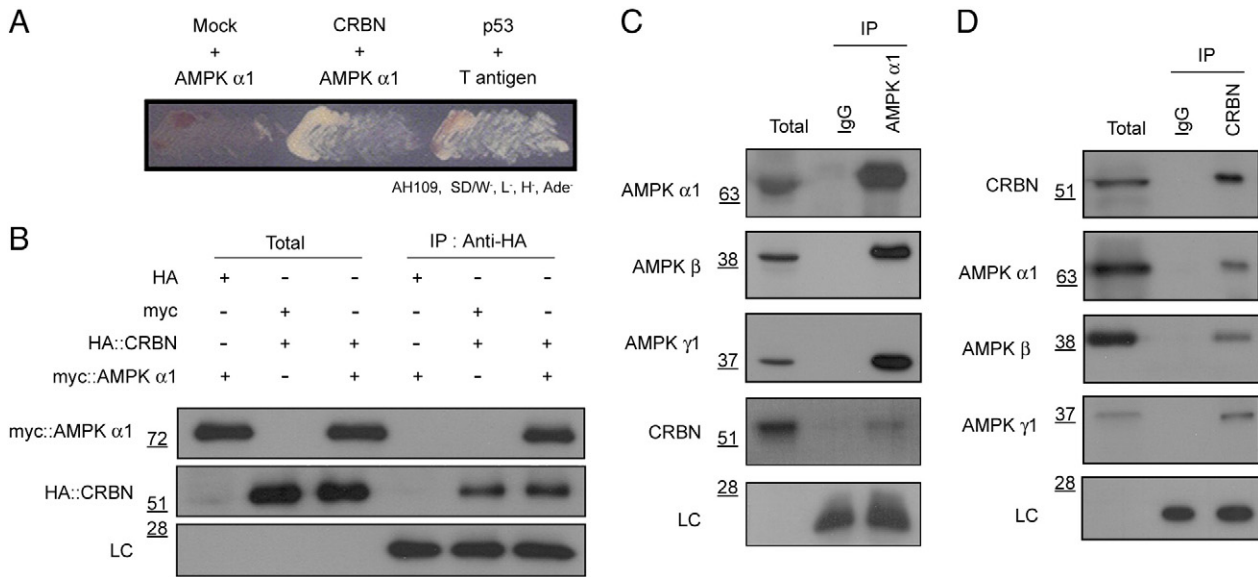 A
Mock CRBN p53
+ + +
AMPK α1 AMPK α1 T antigen
AH109, SD/W-, L-, H-, Ade-
B
Total IP : Anti-HA
HA + - - + - -
myc - + - - + -
HA::CRBN - + + - + +
myc::AMPK α1 + - + + - +
myc::AMPK α1 72
HA::CRBN 51
28
LC
C
IP
Total IgG AMPK α1
AMPK α1 63
AMPK β 38
AMPK γ1 37
CRBN 51
28
LC
D
IP
Total IgG CRBN
CRBN 51
AMPK α1 63
AMPK β 38
AMPK γ1 37
28
LC